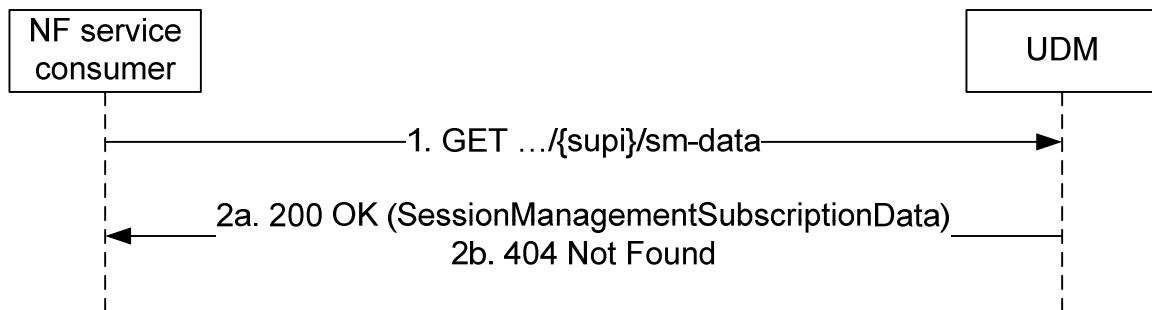 NF service
consumer
UDM
1. GET …/{supi}/sm-data
2a. 200 OK (SessionManagementSubscriptionData)
2b. 404 Not Found